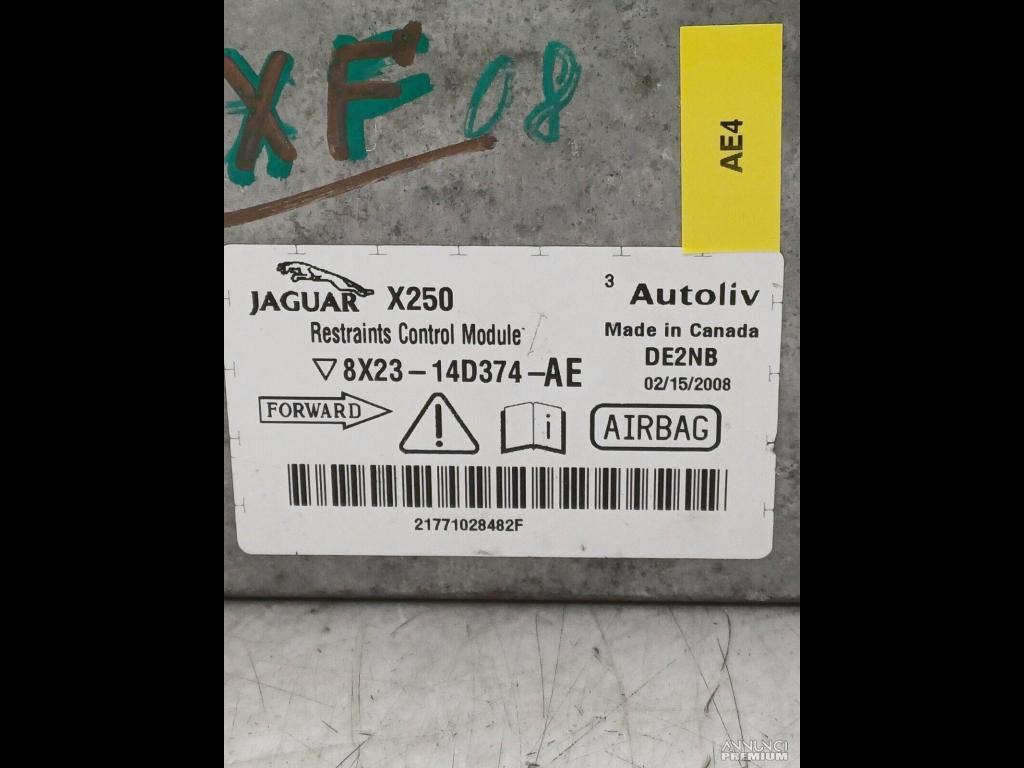 XF 08
AE4
JAGUAR X250
3 Autoliv
Restraints Control Module
Made in Canada
8X23-14D374-AE
DE2NB
02/15/2008
FORWARD
i
AIRBAG
21771028482F
ANNUNCI
PREMIUM